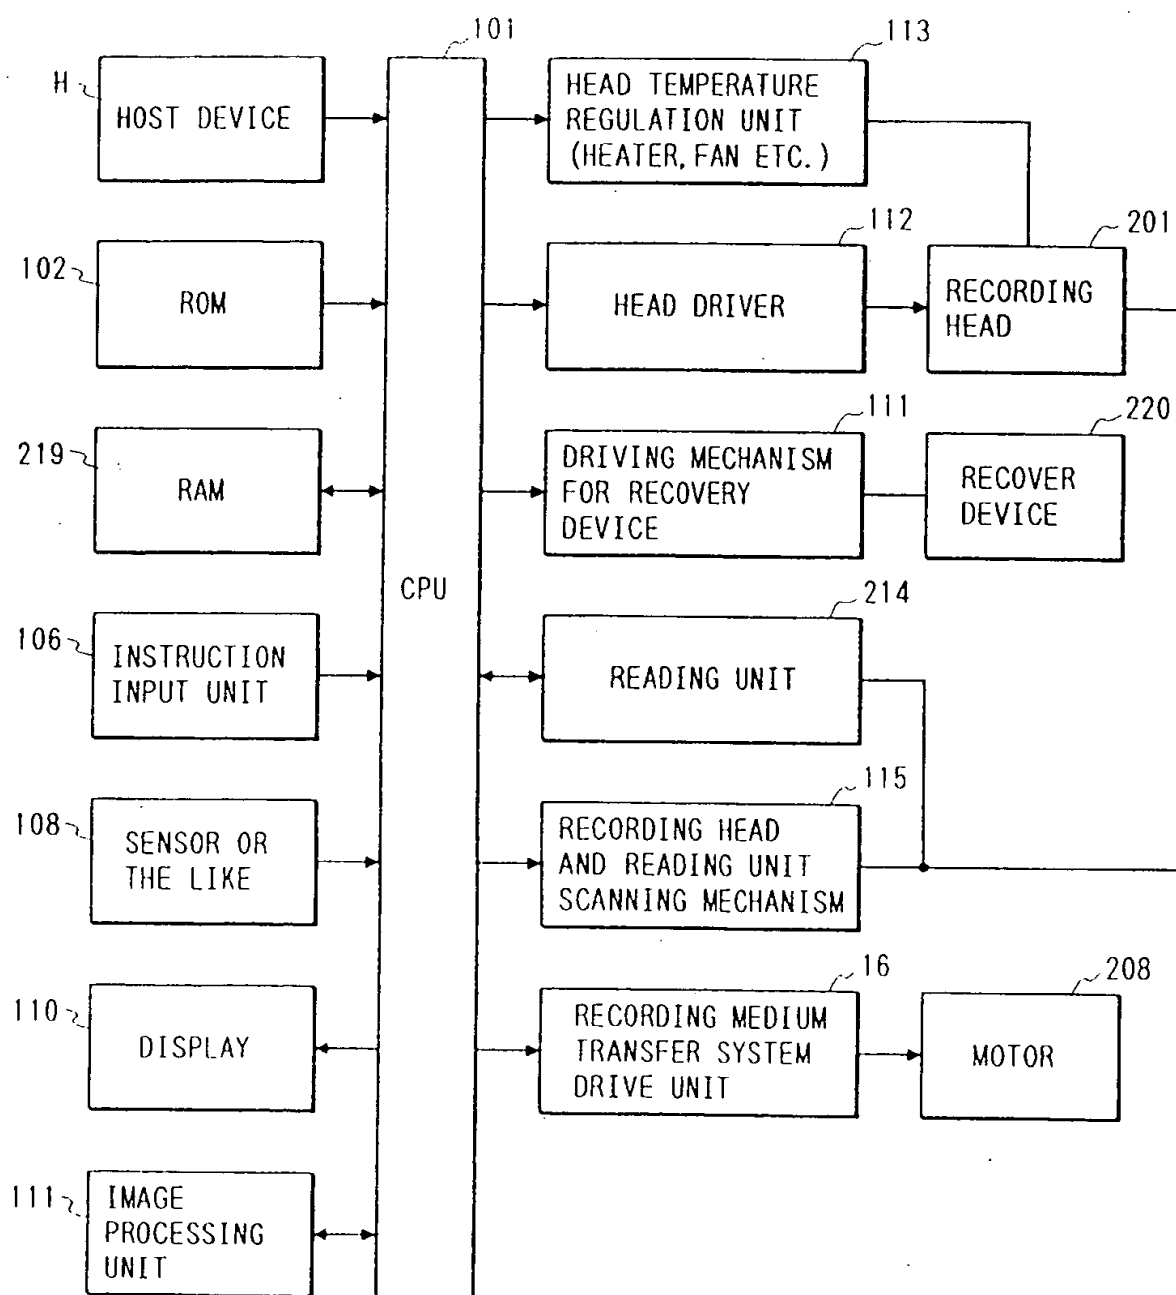 101
113
H
HOST DEVICE
HEAD TEMPERATURE
REGULATION UNIT
(HEATER, FAN ETC.)
112
201
102
ROM
HEAD DRIVER
RECORDING
HEAD
111
220
219
RAM
DRIVING MECHANISM
FOR RECOVERY
DEVICE
RECOVER
DEVICE
CPU
214
106
INSTRUCTION
INPUT UNIT
READING UNIT
115
108
SENSOR OR
THE LIKE
RECORDING HEAD
AND READING UNIT
SCANNING MECHANISM
16
208
110
DISPLAY
RECORDING MEDIUM
TRANSFER SYSTEM
DRIVE UNIT
MOTOR
111
IMAGE
PROCESSING
UNIT